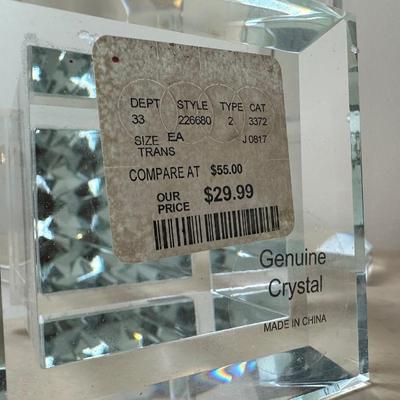 DEPT STYLE TYPE CAT
33 226680 2 3372
SIZE EA J0817
TRANS
COMPARE AT $55.00
OUR PRICE $29.99
Genuine
Crystal
MADE IN CHINA